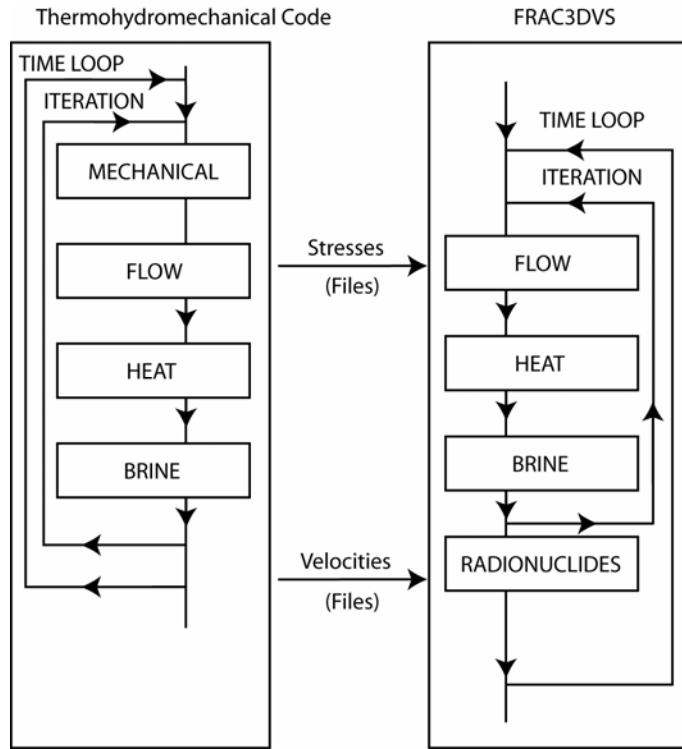 Thermohydromechanical Code
TIME LOOP
ITERATION
MECHANICAL
FLOW
HEAT
BRINE
Stresses
(Files)
Velocities
(Files)
FRAC3DVS
TIME LOOP
ITERATION
FLOW
HEAT
BRINE
RADIONUCLIDES